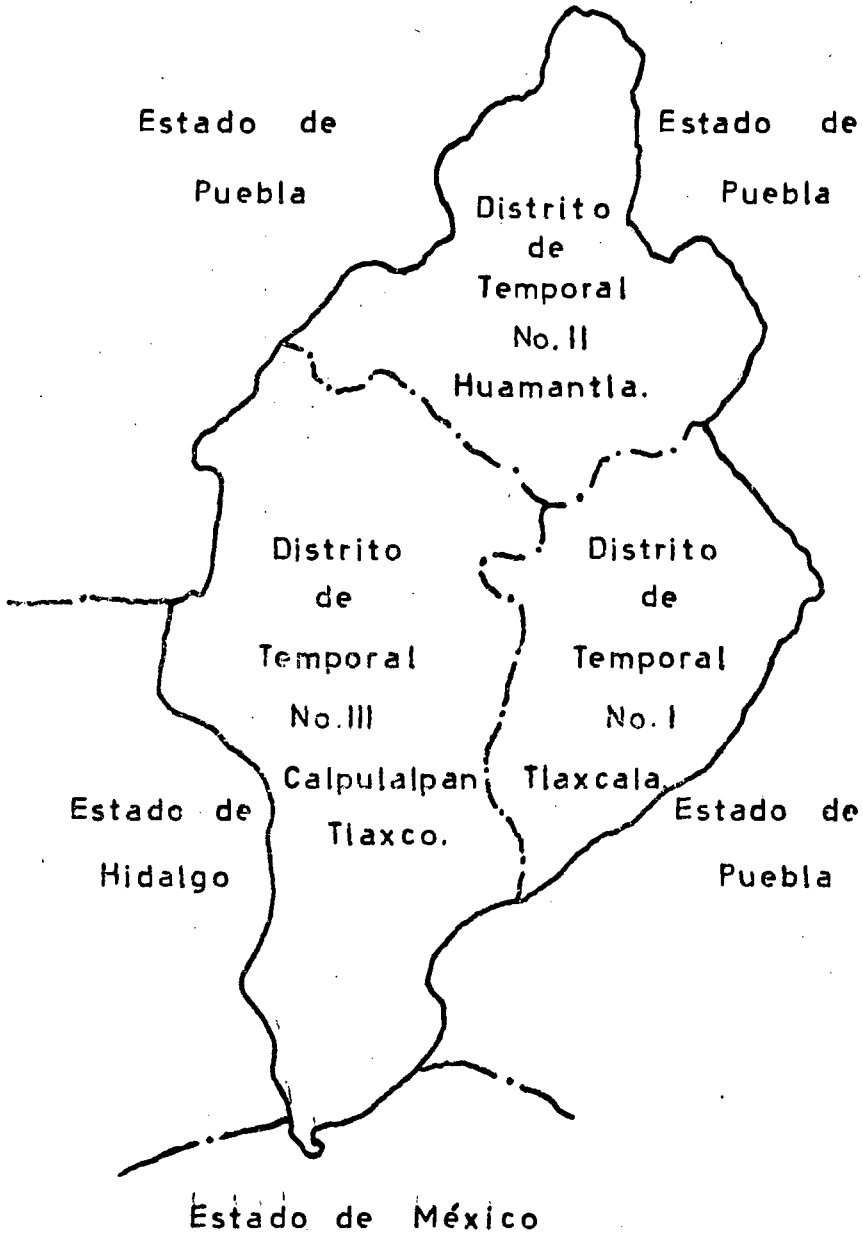 Estado de
Puebla
Estado de
Puebla
Distrito
de
Temporal
No. II
Huamantla.
Distrito
de
Temporal
No. III
Calpulalpan
Tlaxco.
Distrito
de
Temporal
No. I
Tlaxcala.
Estado de
Hidalgo
Estado de
Puebla
Estado de México